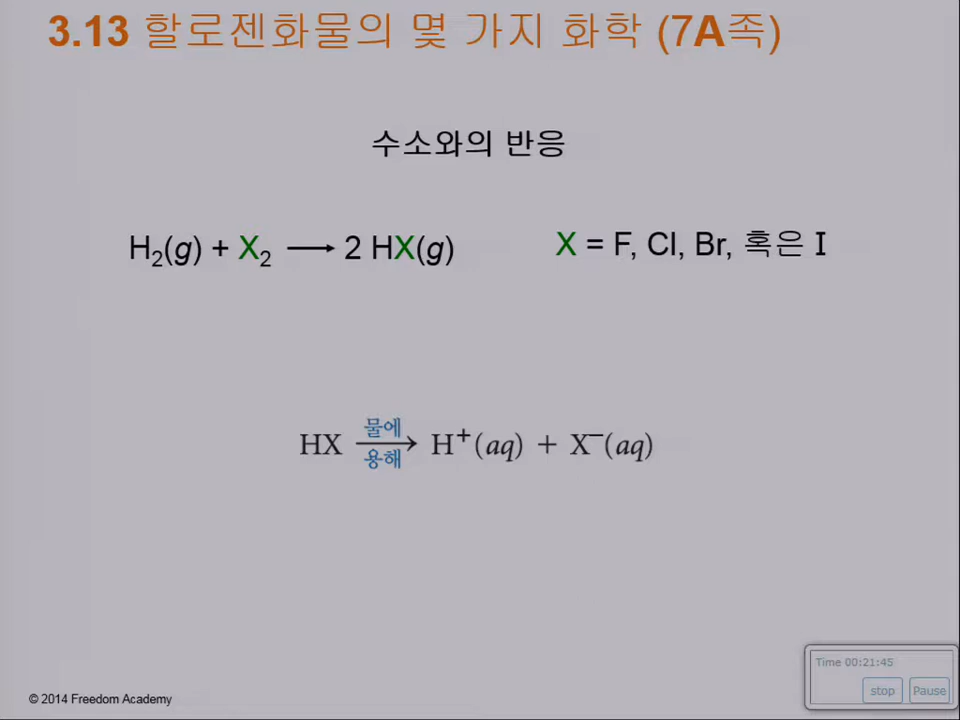 3.13 할로젠화물의 몇 가지 화학 (7A족)
수소와의 반응
H₂(g) + X₂ ⟶ 2 HX(g)
X = F, Cl, Br, 혹은 I
물에
HX ⟶ H⁺(aq) + X⁻(aq)
용해
Time 00:21:45
stop Pause
© 2014 Freedom Academy